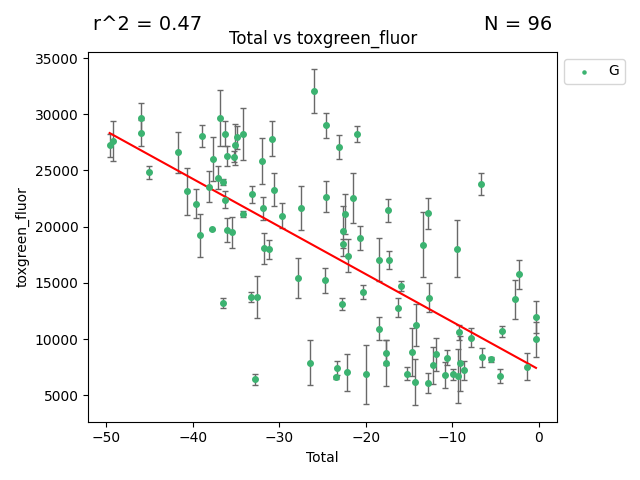 r^2 = 0.47
N = 96
Total vs toxgreen_fluor
G
35000
30000
25000
20000
15000
10000
5000
toxgreen_fluor
−50
−40
−30
−20
−10
0
Total